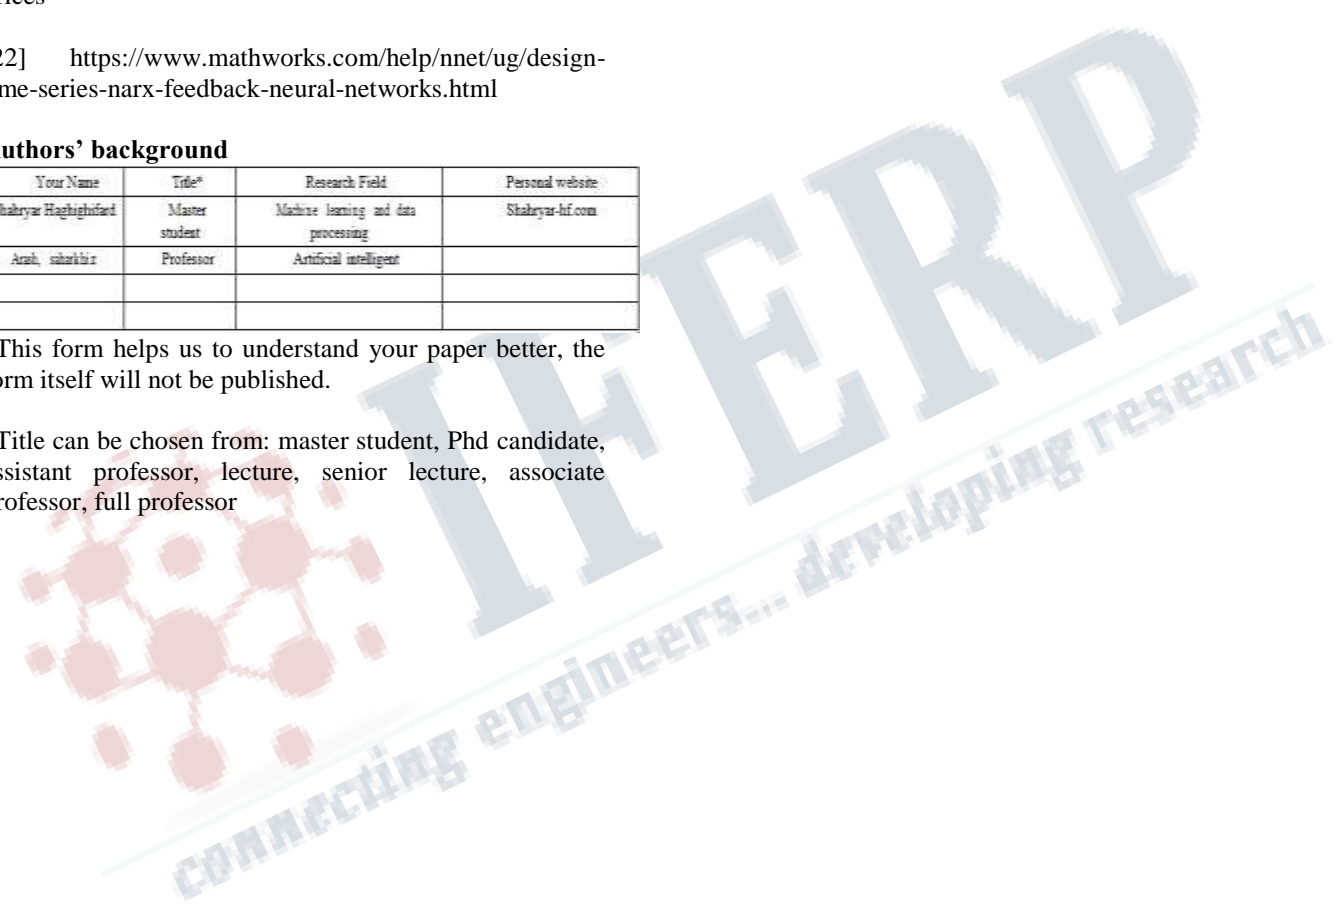 22] https://www.mathworks.com/help/nnet/ug/design-
me-series-narx-feedback-neural-networks.html
uthors’ background
Your Name Title* Research Field Personal website
hahryar Haghighifard Master student Machine learning and data processing Shahryar-hf.com
Arash, Professor Artificial intelligent
This form helps us to understand your paper better, the
orm itself will not be published.
Title can be chosen from: master student, Phd candidate,
ssistant professor, lecture, senior lecture, associate
rofessor, full professor
IFERP
connecting engineers... developing research